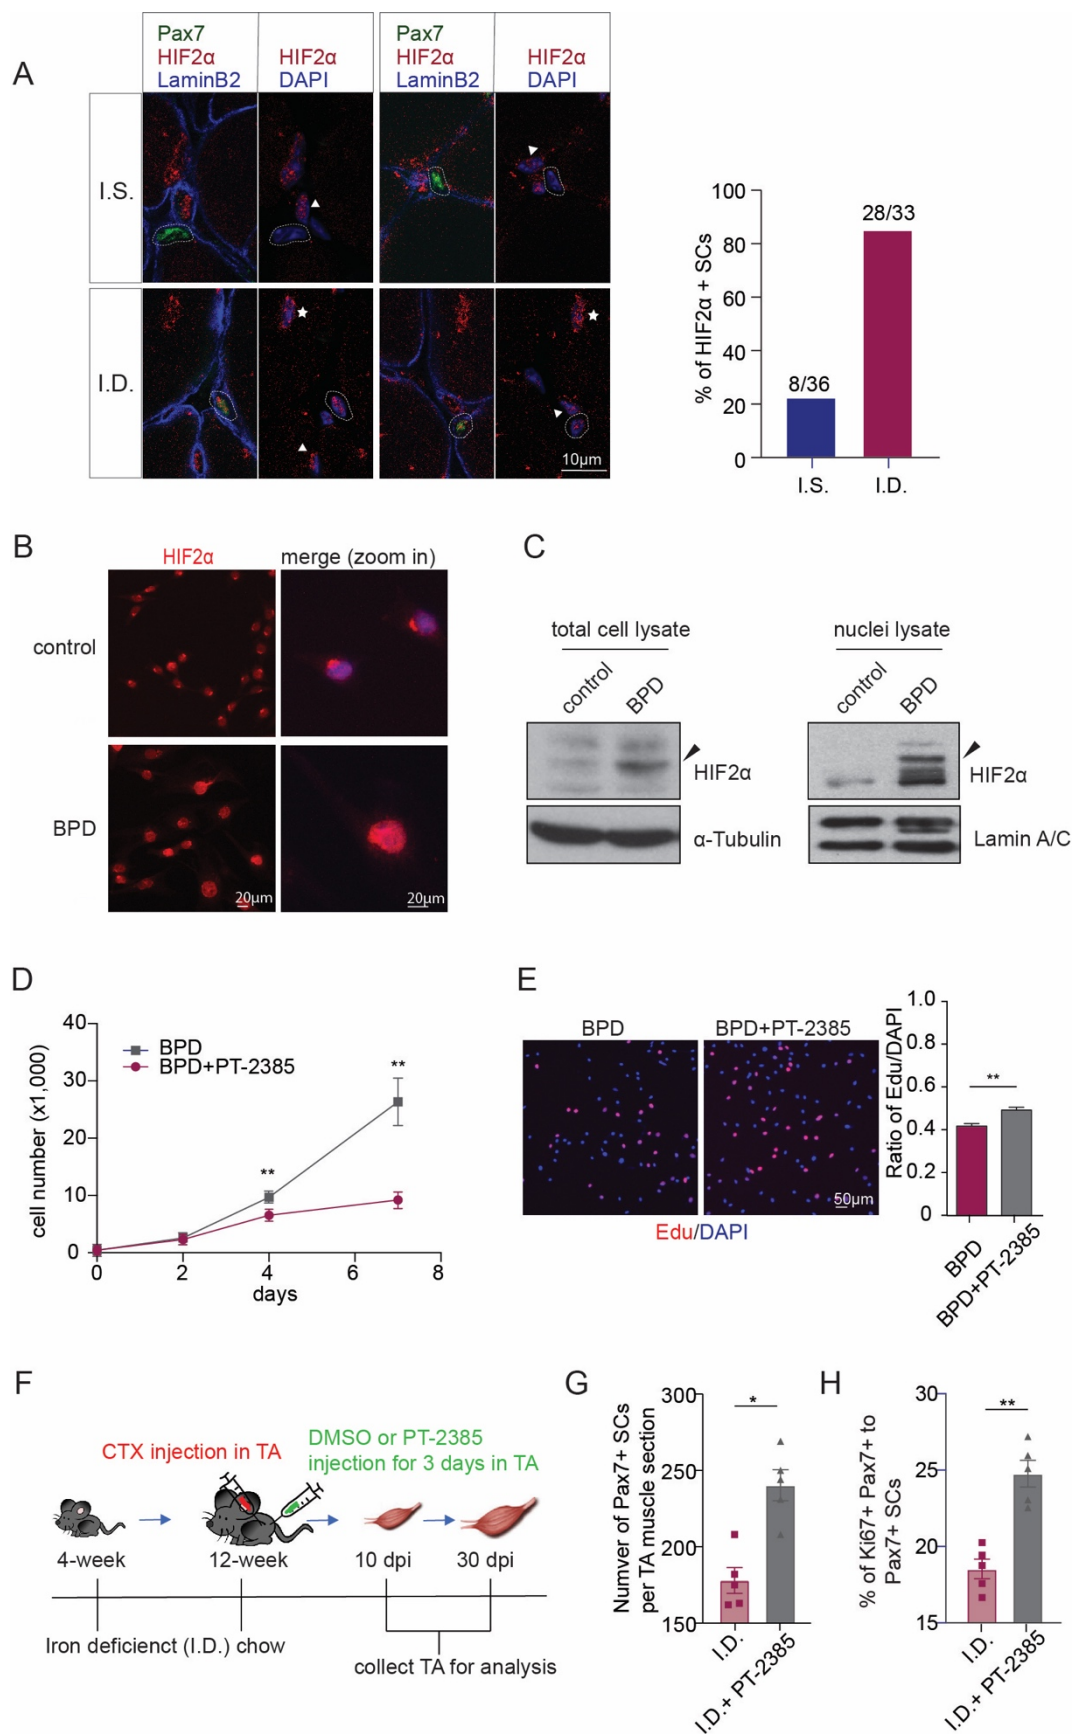 A
Pax7
HIF2α
LaminB2
HIF2α
DAPI
Pax7
HIF2α
LaminB2
HIF2α
DAPI
I.S.
I.D.
10µm
% of HIF2α + SCs
100
80
60
40
20
0
8/36
28/33
I.S.
I.D.
B
HIF2α
merge (zoom in)
control
BPD
20µm
20µm
C
total cell lysate
nuclei lysate
control
BPD
control
BPD
HIF2α
α-Tubulin
HIF2α
Lamin A/C
D
cell number (x1,000)
40
30
20
10
0
BPD
BPD+PT-2385
**
**
0
2
4
6
8
days
E
BPD
BPD+PT-2385
50µm
Edu/DAPI
Ratio of Edu/DAPI
1.0
0.8
0.6
0.4
0.2
0
**
BPD
BPD+PT-2385
F
CTX injection in TA
DMSO or PT-2385
injection for 3 days in TA
4-week
12-week
10 dpi
30 dpi
Iron deficienct (I.D.) chow
collect TA for analysis
G
Numver of Pax7+ SCs
per TA muscle section
300
250
200
150
*
I.D.
I.D.+ PT-2385
H
% of Ki67+ Pax7+ to
Pax7+ SCs
30
25
20
15
**
I.D.
I.D.+ PT-2385